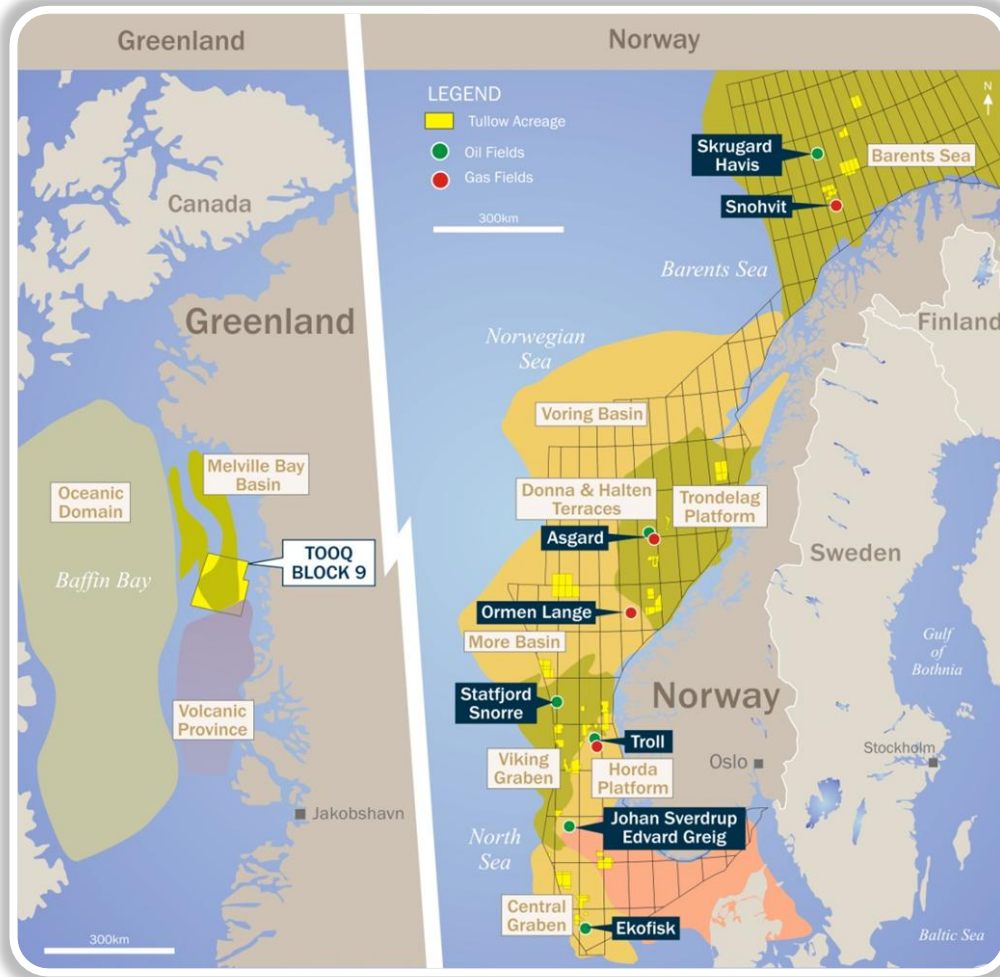 Greenland
Canada
Greenland
Melville Bay
Basin
Oceanic
Domain
TOOQ
BLOCK 9
Baffin Bay
Volcanic
Province
Jakobshavn
300km
Norway
LEGEND
Tullow Acreage
Oil Fields
Gas Fields
300km
N
Skrugard
Havis
Barents Sea
Snohvit
Barents Sea
Finland
Norwegian
Sea
Voring Basin
Donna & Halten
Terraces
Trondelag
Platform
Asgard
Sweden
Ormen Lange
More Basin
Gulf
of
Bothnia
Statfjord
Snorre
Norway
Troll
Stockholm
Oslo
Viking
Graben
Horda
Platform
Johan Sverdrup
Edvard Greig
North
Sea
Central
Graben
Ekofisk
Baltic Sea